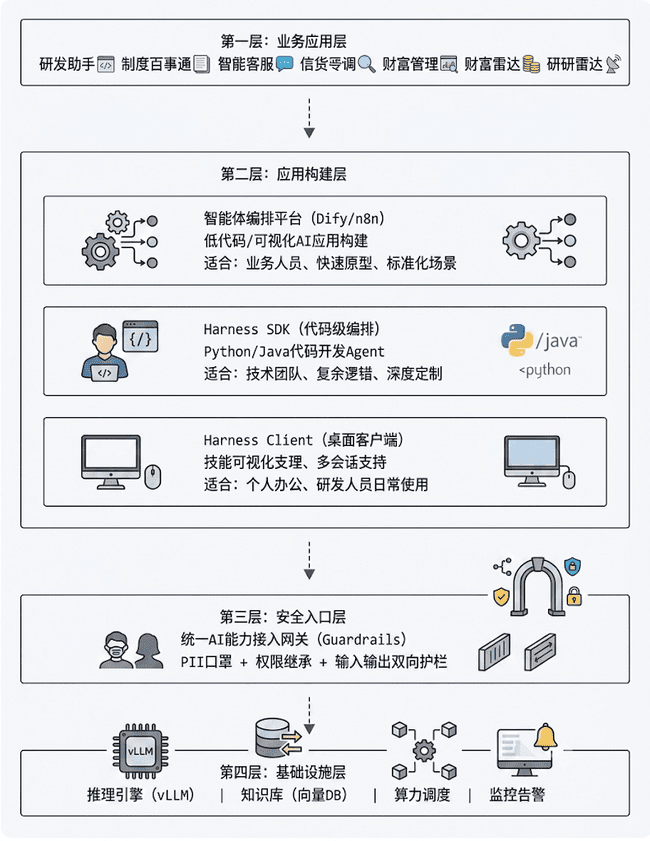 第一层：业务应用层
研发助手 </> 制度百事通 智能客服 信货寽调 财富管理 财富雷达 研研雷达
第二层：应用构建层
智能体编排平台（Dify/n8n）
低代码/可视化AI应用构建
适合：业务人员、快速原型、标准化场景
{/}
</>
Harness SDK（代码级编排）
Python/Java代码开发Agent
适合：技术团队、复余逻错、深度定制
/java
<python
Harness Client（桌面客户端）
技能可视化支理、多会话支持
适合：个人办公、研发人员日常使用
第三层：安全入口层
统一AI能力接入网关（Guardrails）
PII口罩 + 权限继承 + 输入输出双向护栏
vLLM
第四层：基础设施层
推理引擎（vLLM） | 知识库（向量DB） | 算力调度 | 监控告警